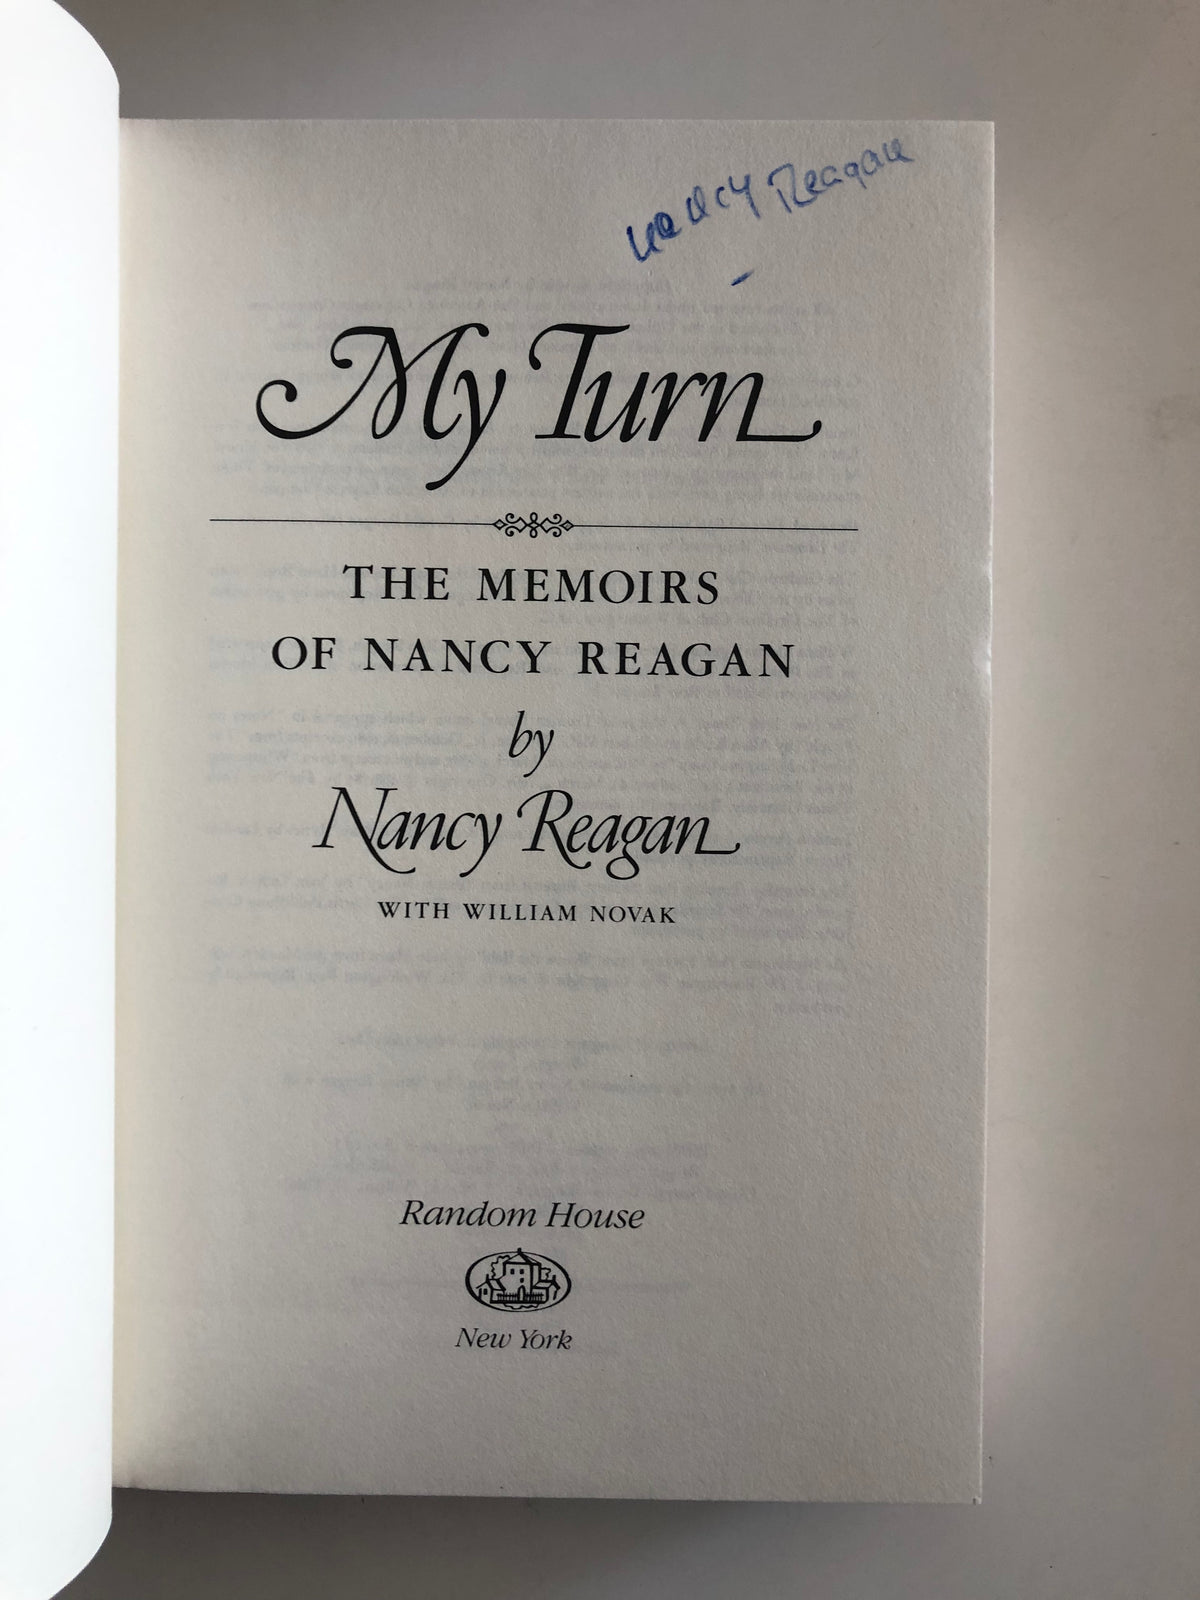 Nancy Reagan
My Turn
THE MEMOIRS
OF NANCY REAGAN
by
Nancy Reagan
WITH WILLIAM NOVAK
Random House
New York